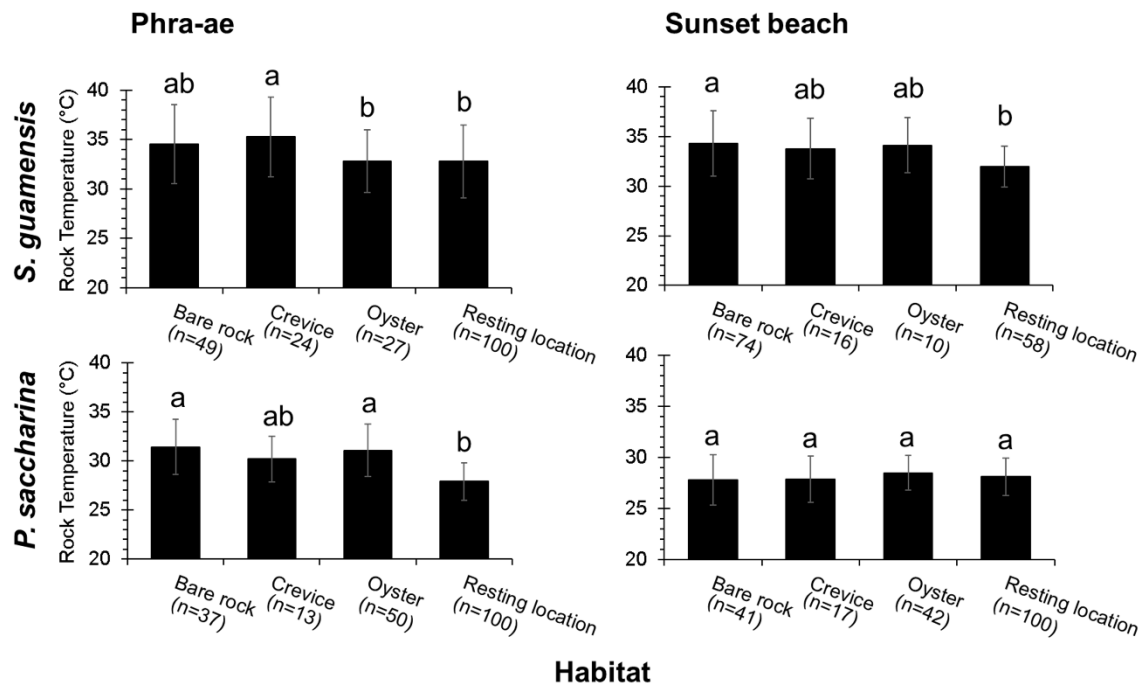 Phra-ae
Sunset beach
S. guamensis
Rock Temperature (°C)
40
35
30
25
20
ab
a
b
b
Bare rock
(n=49)
Crevice
(n=24)
Oyster
(n=27)
Resting location
(n=100)
40
35
30
25
20
a
ab
ab
b
Bare rock
(n=74)
Crevice
(n=16)
Oyster
(n=10)
Resting location
(n=58)
P. saccharina
Rock Temperature (°C)
40
35
30
25
20
a
ab
a
b
Bare rock
(n=37)
Crevice
(n=13)
Oyster
(n=50)
Resting location
(n=100)
40
35
30
25
20
a
a
a
a
Bare rock
(n=41)
Crevice
(n=17)
Oyster
(n=42)
Resting location
(n=100)
Habitat